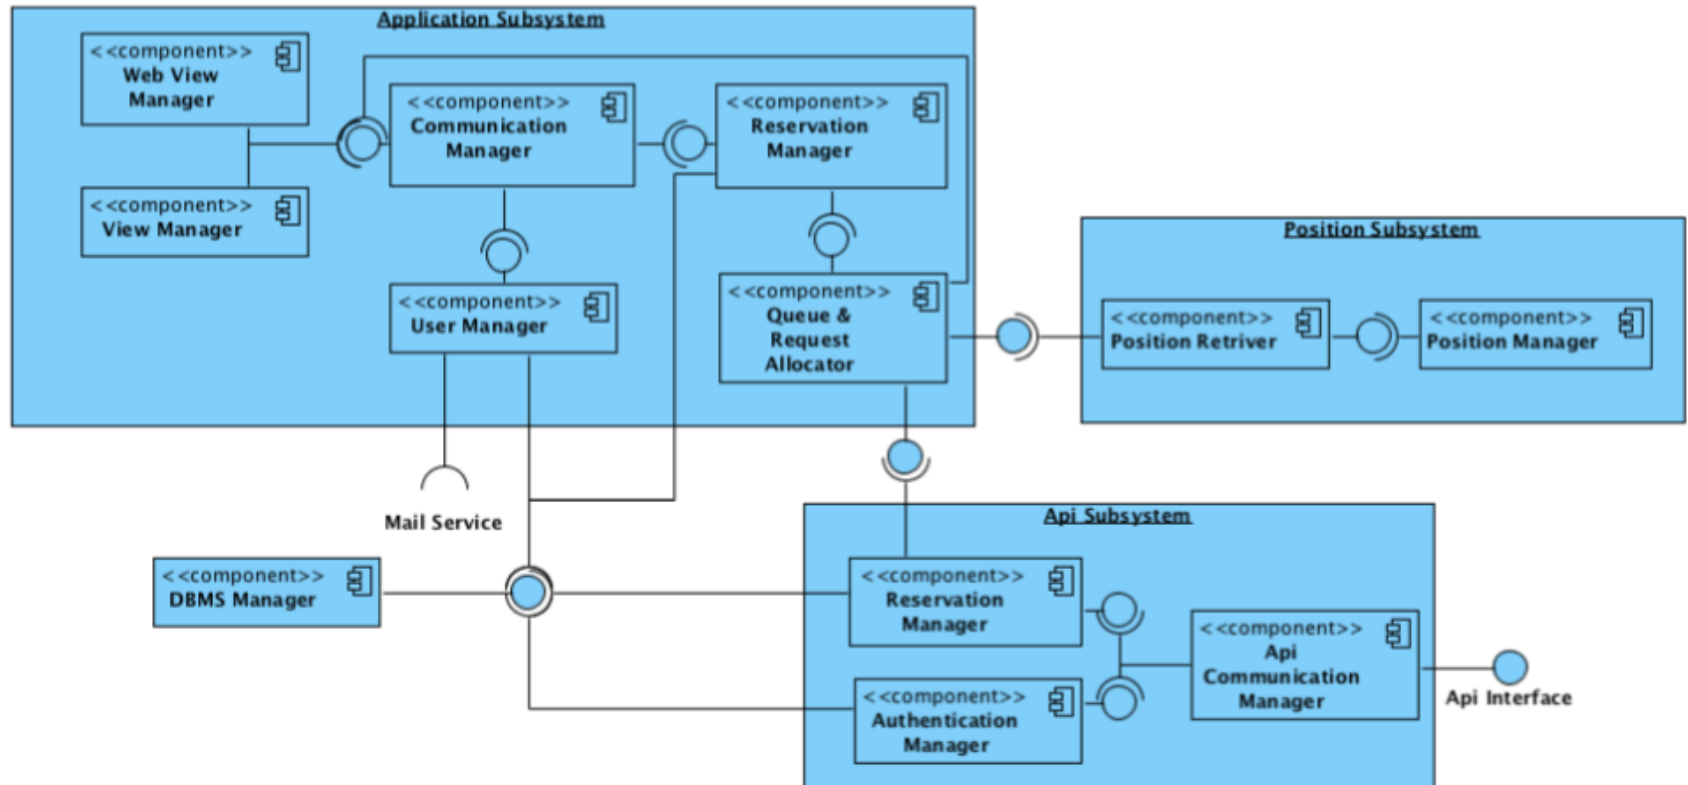 Application Subsystem
<<component>>
Web View
Manager
<<component>>
Communication
Manager
<<component>>
Reservation
Manager
<<component>>
View Manager
<<component>>
User Manager
<<component>>
Queue &
Request
Allocator
Position Subsystem
<<component>>
Position Retriver
<<component>>
Position Manager
Mail Service
<<component>>
DBMS Manager
Api Subsystem
<<component>>
Reservation
Manager
<<component>>
Api
Communication
Manager
Api Interface
<<component>>
Authentication
Manager